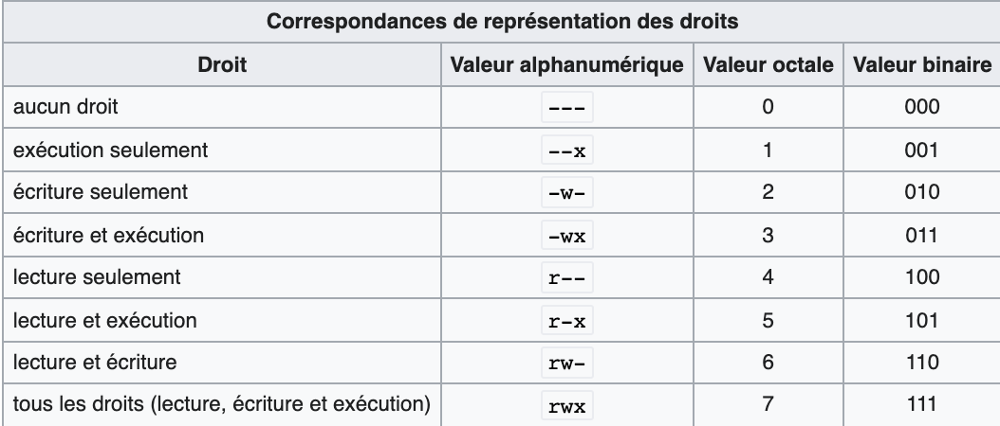 Correspondances de représentation des droits
Droit Valeur alphanumérique Valeur octale Valeur binaire
aucun droit --- 0 000
exécution seulement --x 1 001
écriture seulement -w- 2 010
écriture et exécution -wx 3 011
lecture seulement r-- 4 100
lecture et exécution r-x 5 101
lecture et écriture rw- 6 110
tous les droits (lecture, écriture et exécution) rwx 7 111